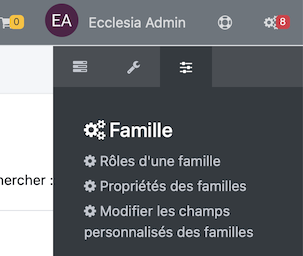 0
EA
Ecclesia Admin
8
Famille
Rôles d'une famille
Propriétés des familles
Modifier les champs
personnalisés des familles
hercher :